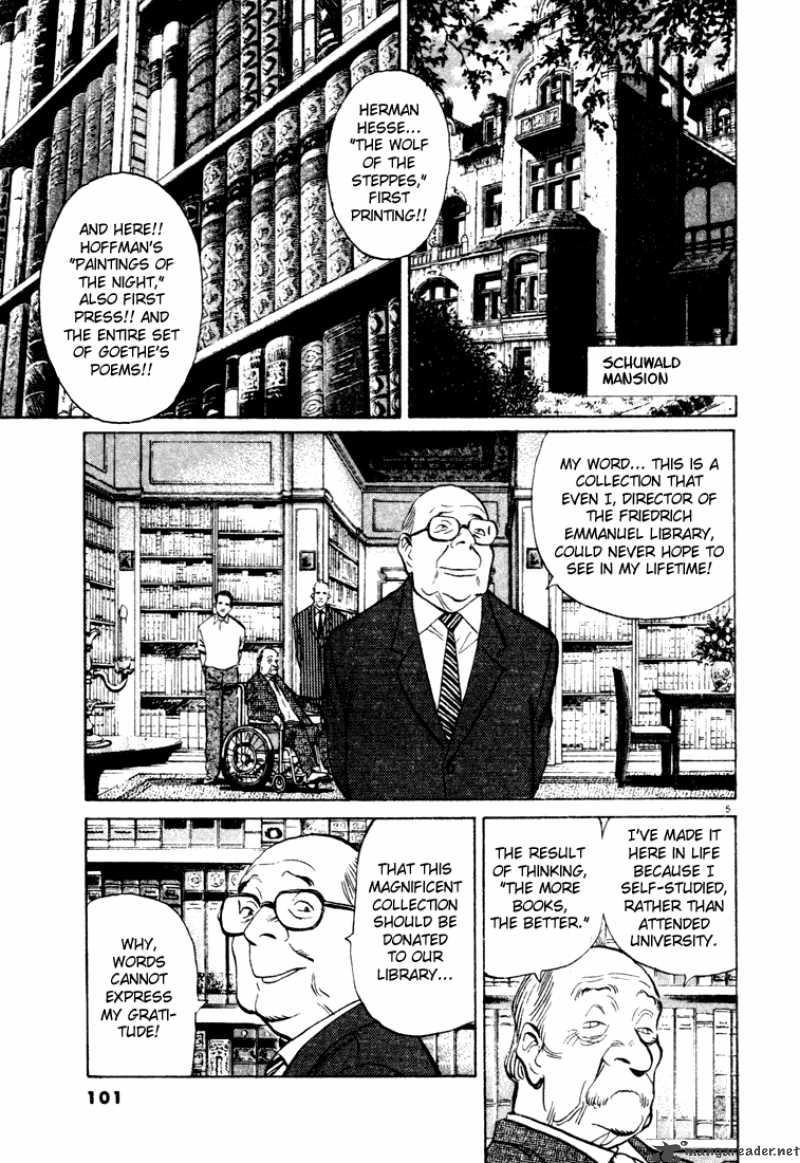 SCHUWALD
MANSION
HERMAN
HESSE...
"THE WOLF
OF THE
STEPPES,"
FIRST
PRINTING!!
AND HERE!!
HOFFMAN'S
"PAINTINGS OF
THE NIGHT,"
ALSO FIRST
PRESS!! AND
THE ENTIRE SET
OF GOETHE'S
POEMS!!
MY WORD... THIS IS A
COLLECTION THAT
EVEN I, DIRECTOR OF
THE FRIEDRICH
EMMANUEL LIBRARY,
COULD NEVER HOPE TO
SEE IN MY LIFETIME!
5
I'VE MADE IT
HERE IN LIFE
BECAUSE I
SELF-STUDIED,
RATHER THAN
ATTENDED
UNIVERSITY.
THE RESULT
OF THINKING,
"THE MORE
BOOKS,
THE BETTER."
THAT THIS
MAGNIFICENT
COLLECTION
SHOULD BE
DONATED
TO OUR
LIBRARY...
WHY,
WORDS
CANNOT
EXPRESS
MY GRATI-
TUDE!
101
mangareader.net